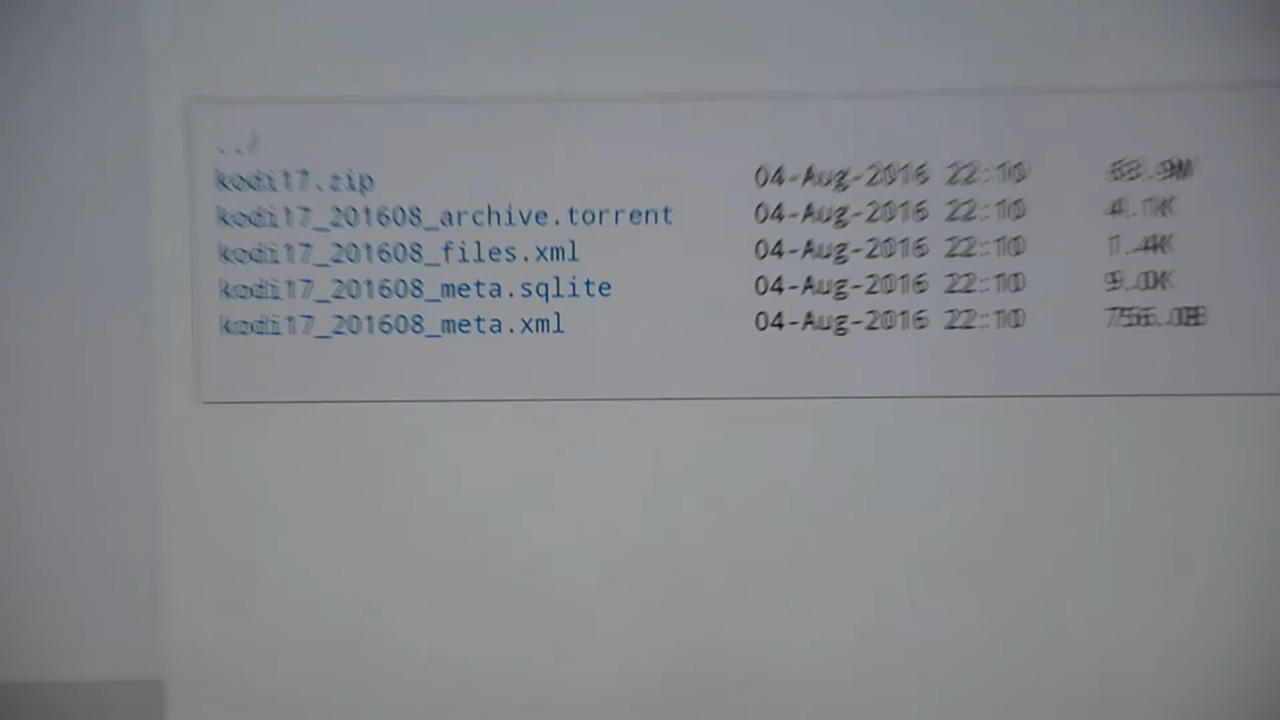 ../
kodi17.zip 04-Aug-2016 22:10
kodi17_201608_archive.torrent 04-Aug-2016 22:10 4.1K
kodi17_201608_files.xml 04-Aug-2016 22:10 1.4K
kodi17_201608_meta.sqlite 04-Aug-2016 22:10 9.0K
kodi17_201608_meta.xml 04-Aug-2016 22:10 756.0B